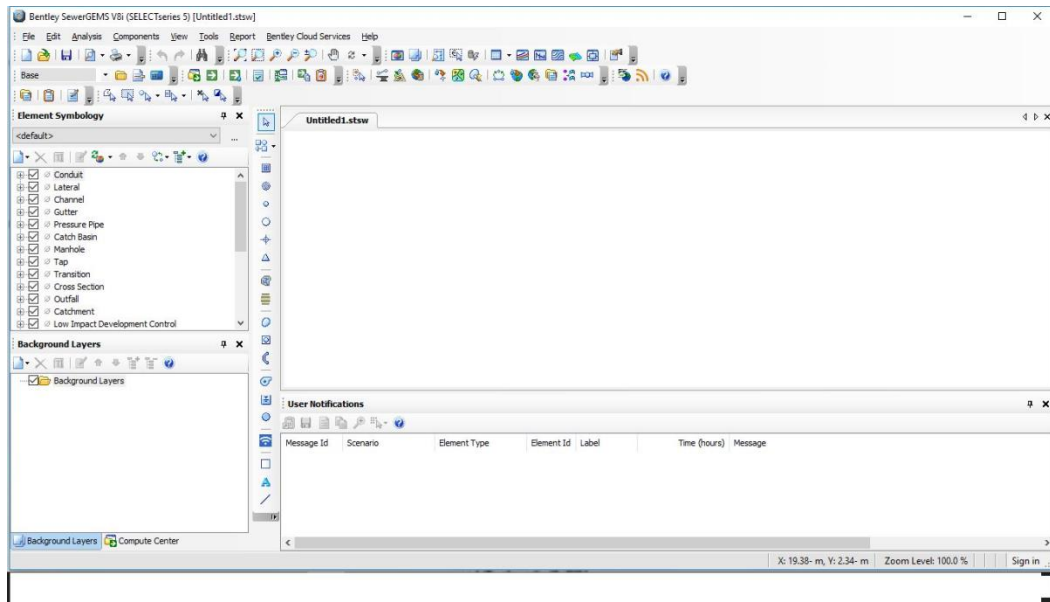 Bentley SewerGEMS V8i (SELECTseries 5) [Untitled1.stsw]
File Edit Analysis Components View Tools Report Bentley Cloud Services Help
Base
Element Symbology
<default>
Conduit
Lateral
Channel
Gutter
Pressure Pipe
Catch Basin
Manhole
Tap
Transition
Cross Section
Outfall
Catchment
Low Impact Development Control
Background Layers
Background Layers
Background Layers Compute Center
Untitled1.stsw
User Notifications
Message Id Scenario Element Type Element Id Label Time (hours) Message
X: 19.38- m, Y: 2.34- m Zoom Level: 100.0 % Sign in